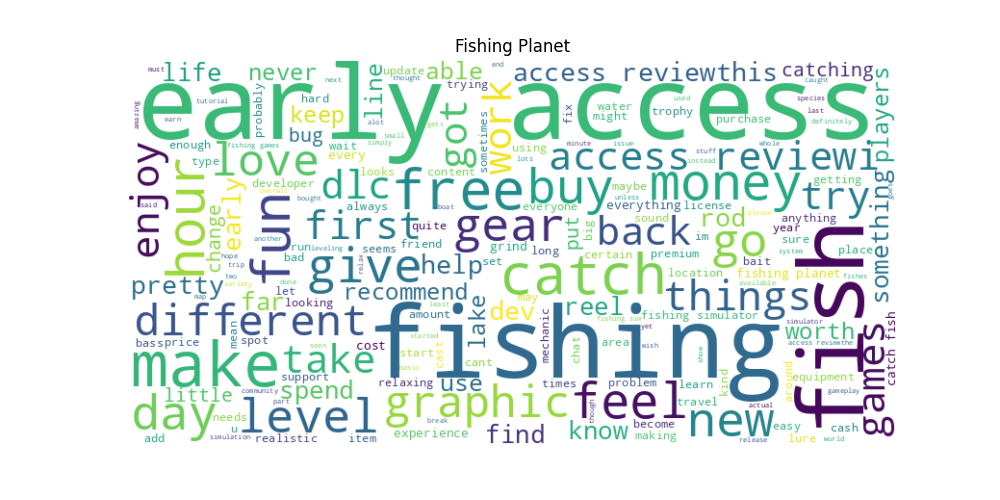 Fishing Planet
must life never line update able access reviewthis catching
amazing tutorial probably hard keep bug alot trying fix water might trophy used species caught last
next thought gets small simply got sometimes work using purchase definitely players
early access
enough fishing games wait every type love looks content lots minute issue stuff whole
access reviewi
enjoy hour change early developer dlc free buy maybe unless money instead getting try something
overall bought always everyone everything license
said fun first quite gear put big sound back rod im year anything go please
another run leveling seems friend grind long certain premium sure system place
hope bad relax boat set bait
trip give help catch location fishing planet fishes
two done let available
pretty variety far looking recommend may things
map reel fishing simulator
different amount least dev lake mechanic fishing sim area yet worth simulator
bass price spot mean cost started cast chat wish access reviewthe
make take seen start cant problem show learn kind around equipment catch fish
support relaxing use times travel actual gameplay
little community spend basic graphic feel though
day needs part level break new easy lure games
u experience find become know making cash
add simulation realistic item release world
fishing
fish
earn
end